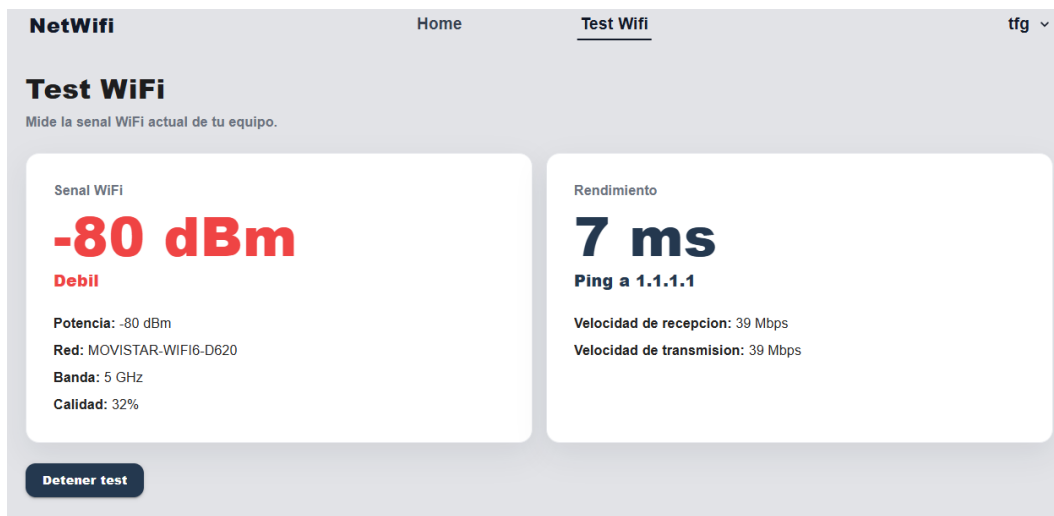 NetWifi
Home
Test Wifi
tfg
Test WiFi
Mide la senal WiFi actual de tu equipo.
Senal WiFi
-80 dBm
Debil
Potencia: -80 dBm
Red: MOVISTAR-WIFI6-D620
Banda: 5 GHz
Calidad: 32%
Rendimiento
7 ms
Ping a 1.1.1.1
Velocidad de recepcion: 39 Mbps
Velocidad de transmision: 39 Mbps
Detener test